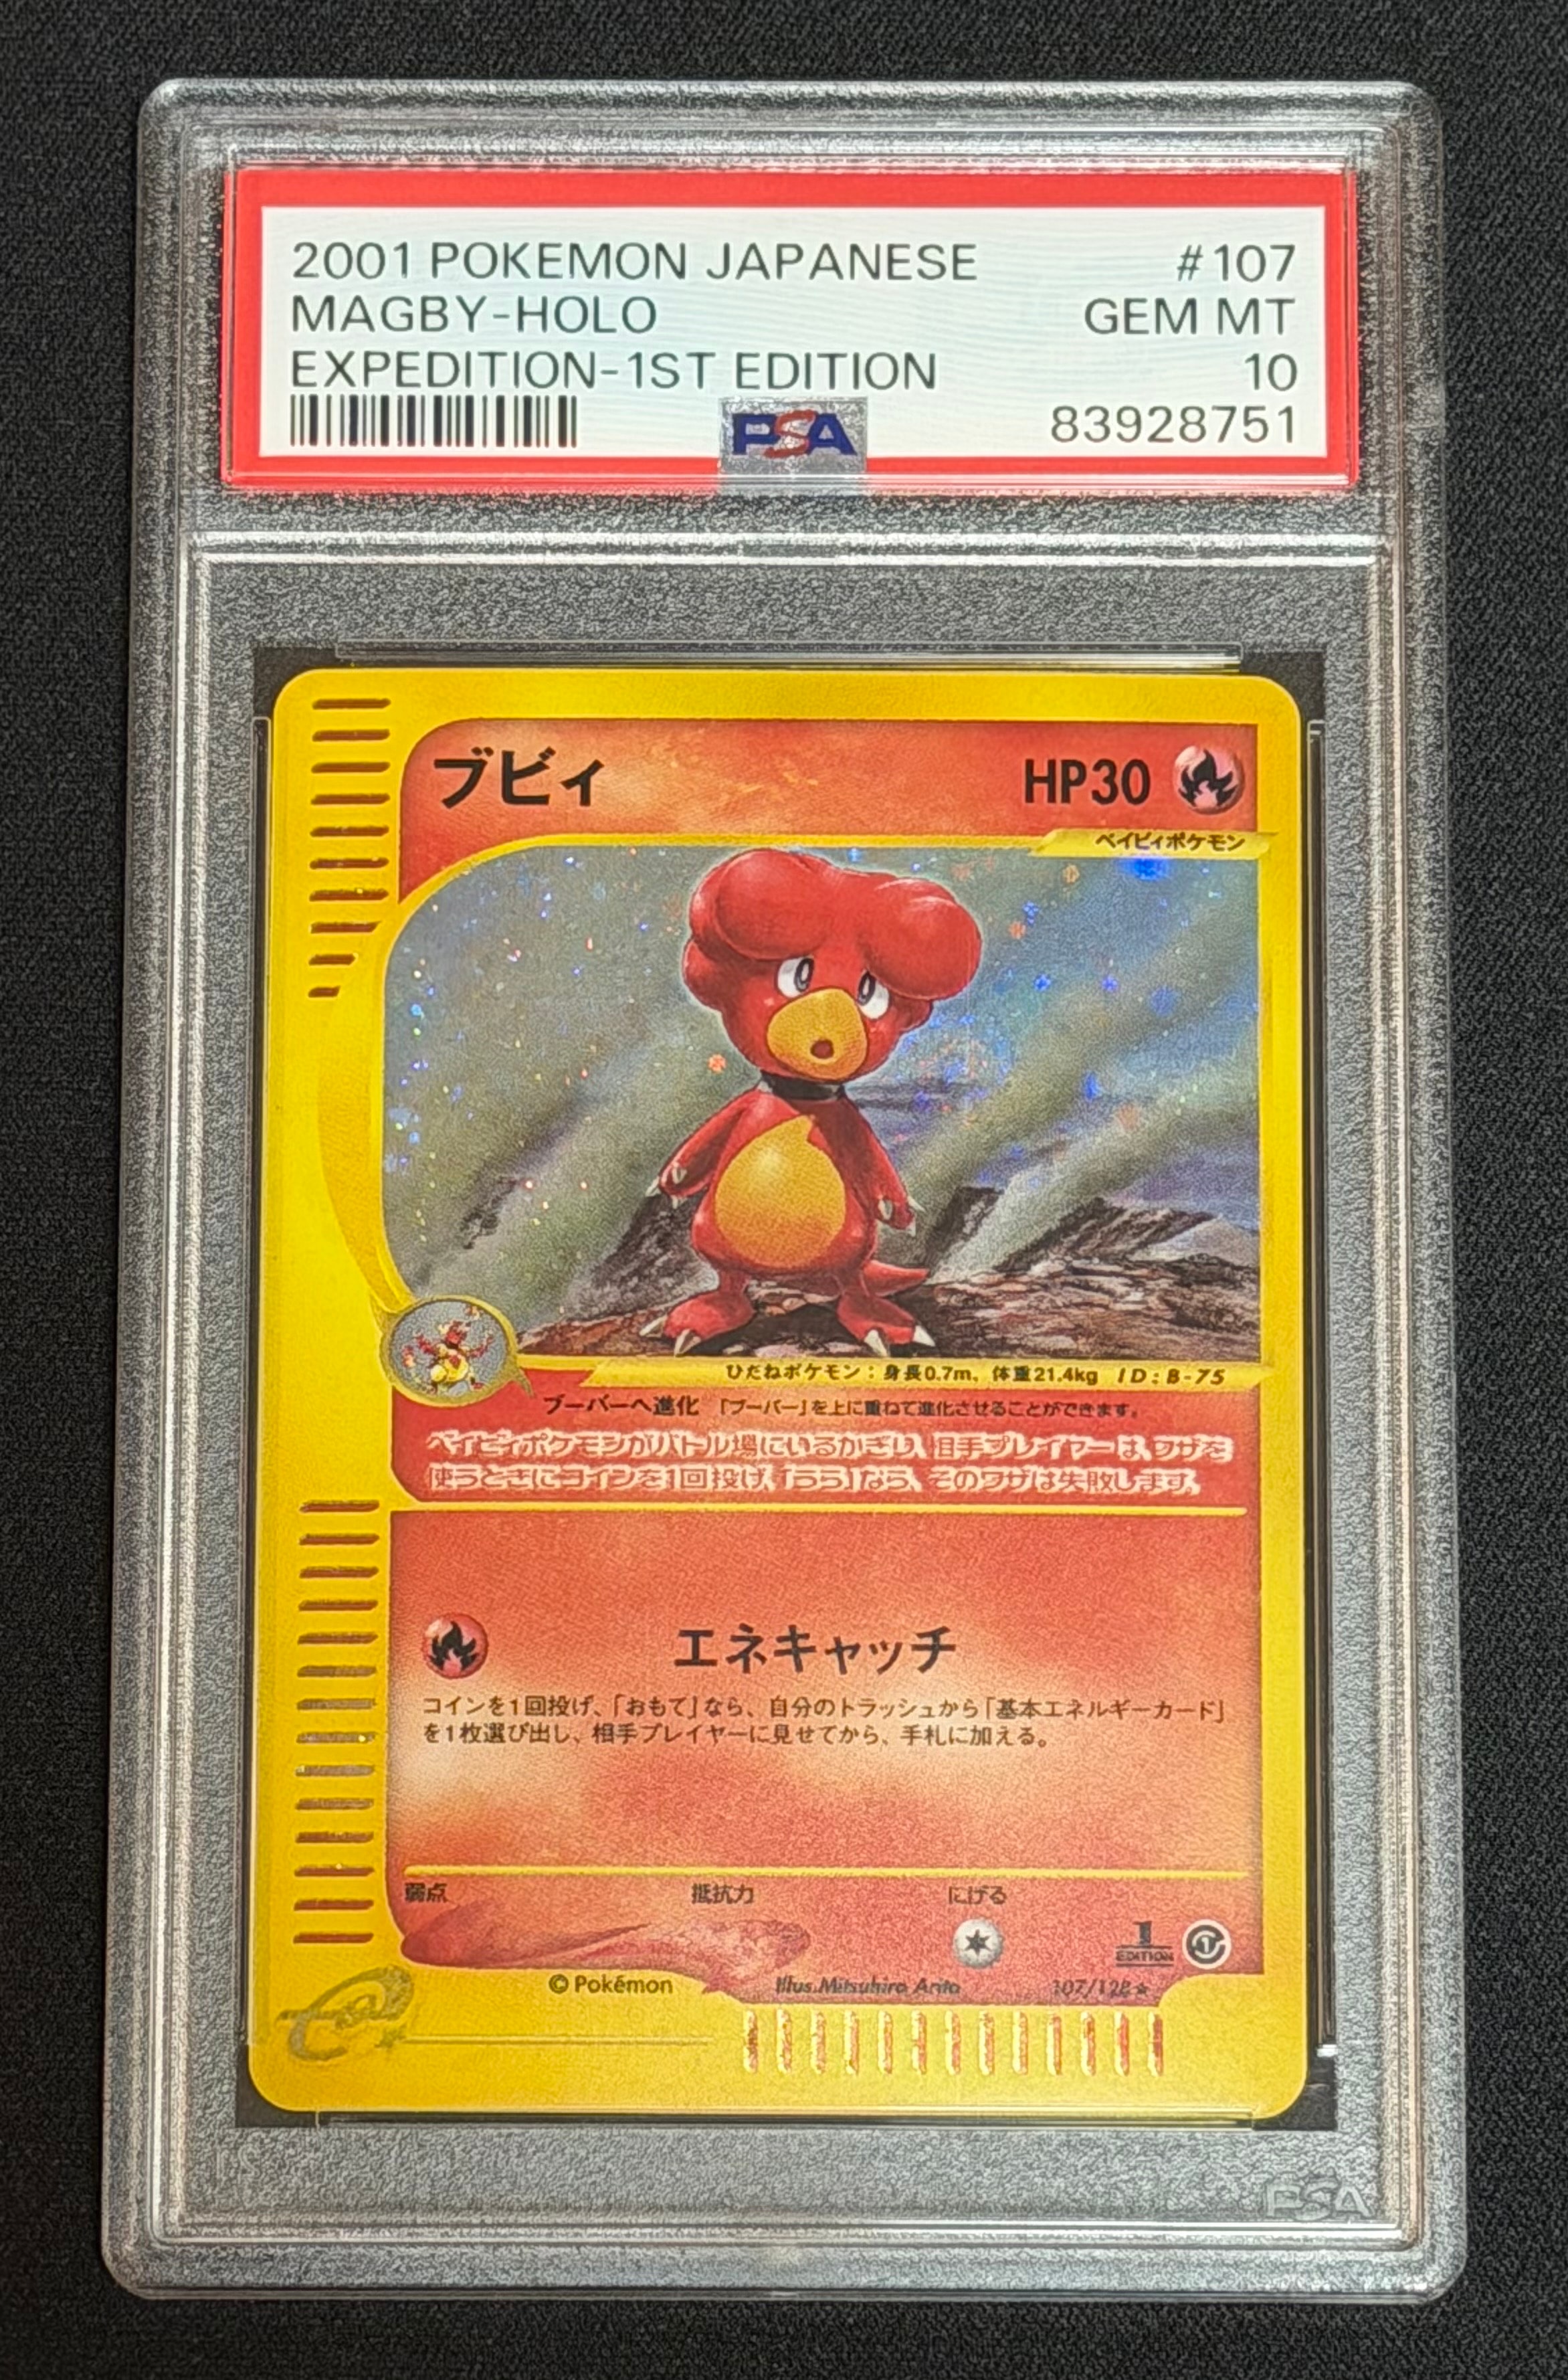 2001 POKEMON JAPANESE #107
MAGBY-HOLO GEM MT
EXPEDITION-1ST EDITION 10
PSA 83928751
ブビィ HP30
ベイビィポケモン
ひだねポケモン：身長0.7m、体重21.4kg ID:B-75
ブーバーへ進化 「ブーバー」を上に重ねて進化させることができます。
ベイビィポケモンがバトル場にいるかぎり、相手プレイヤーは、ワザを
使うときにコインを1回投げ、「うら」なら、そのワザは失敗します。
エネキャッチ
コインを1回投げ、「おもて」なら、自分のトラッシュから「基本エネルギーカード」
を1枚選び出し、相手プレイヤーに見せてから、手札に加える。
弱点 抵抗力 にげる
1 EDITION
© Pokémon Illus. Mitsuhiro Arita 107/128 ★
e
PSA